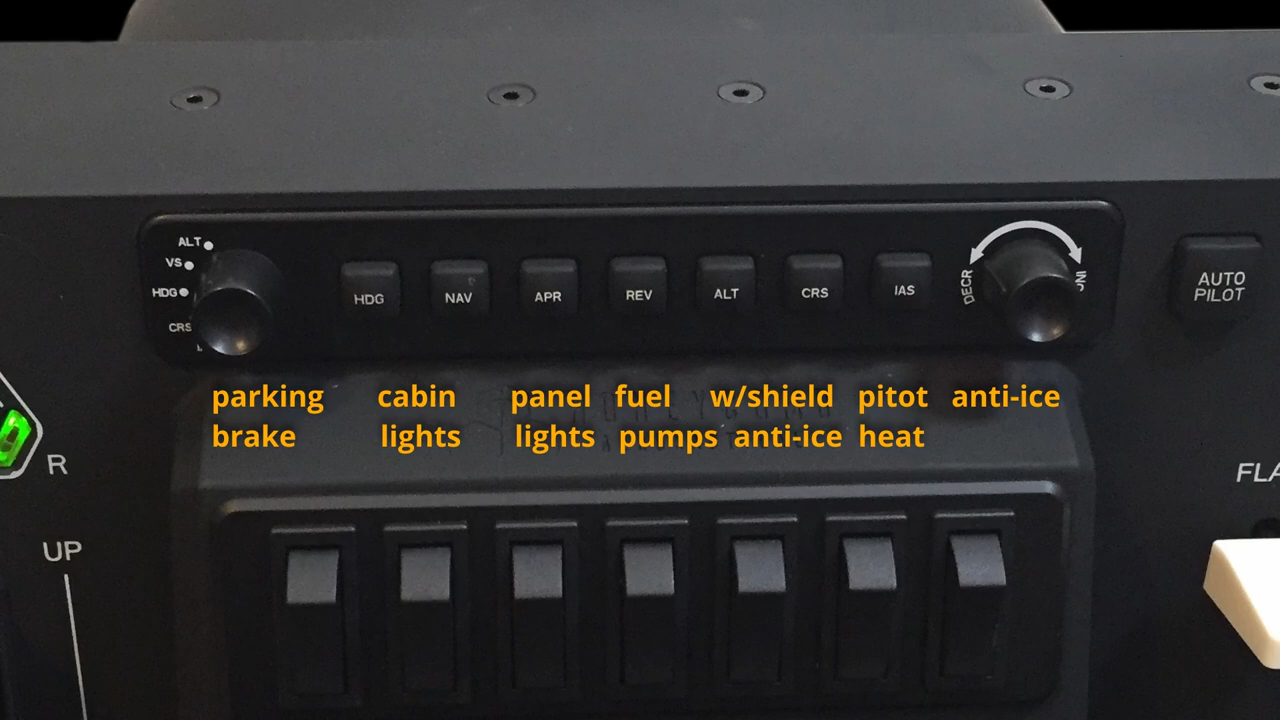 ALT
VS
HDG
CRS
HDG NAV APR REV ALT CRS IAS
DECR INC
AUTO
PILOT
parking cabin panel fuel w/shield pitot anti-ice
brake lights lights pumps anti-ice heat
R
UP